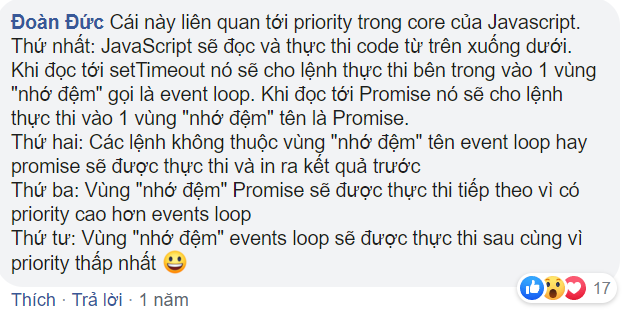 Đoàn Đức Cái này liên quan tới priority trong core của Javascript.
Thứ nhất: JavaScript sẽ đọc và thực thi code từ trên xuống dưới.
Khi đọc tới setTimeout nó sẽ cho lệnh thực thi bên trong vào 1 vùng
"nhớ đệm" gọi là event loop. Khi đọc tới Promise nó sẽ cho lệnh
thực thi vào 1 vùng "nhớ đệm" tên là Promise.
Thứ hai: Các lệnh không thuộc vùng "nhớ đệm" tên event loop hay
promise sẽ được thực thi và in ra kết quả trước
Thứ ba: Vùng "nhớ đệm" Promise sẽ được thực thi tiếp theo vì có
priority cao hơn events loop
Thứ tư: Vùng "nhớ đệm" events loop sẽ được thực thi sau cùng vì
priority thấp nhất 😃
Thích · Trả lời · 1 năm
17